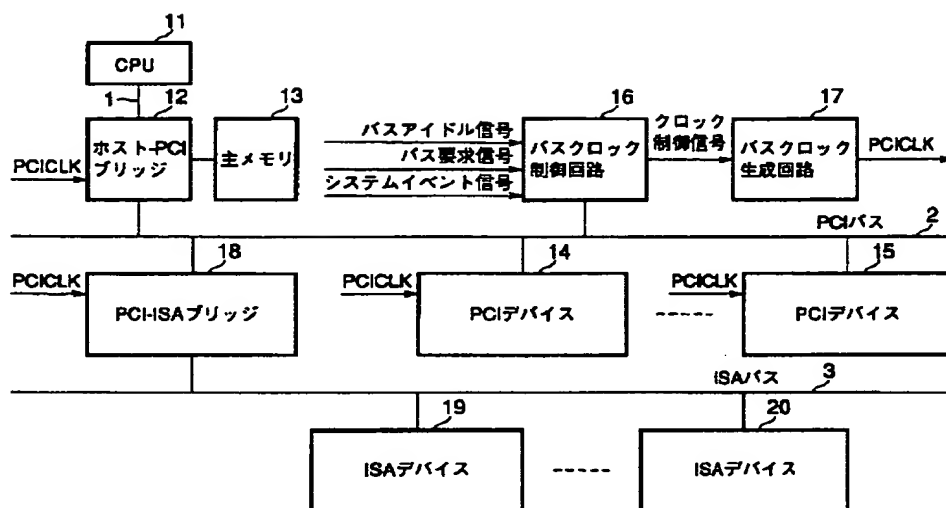 11
CPU
1
12
13
16
17
ホスト-PCI
ブリッジ
PCICLK
主メモリ
バスアイドル信号
バス要求信号
システムイベント信号
バスクロック
制御回路
クロック
制御信号
バスクロック
生成回路
PCICLK
PCIバス
2
18
14
15
PCICLK
PCI-ISAブリッジ
PCICLK
PCIデバイス
PCICLK
PCIデバイス
ISAバス
3
19
20
ISAデバイス
ISAデバイス